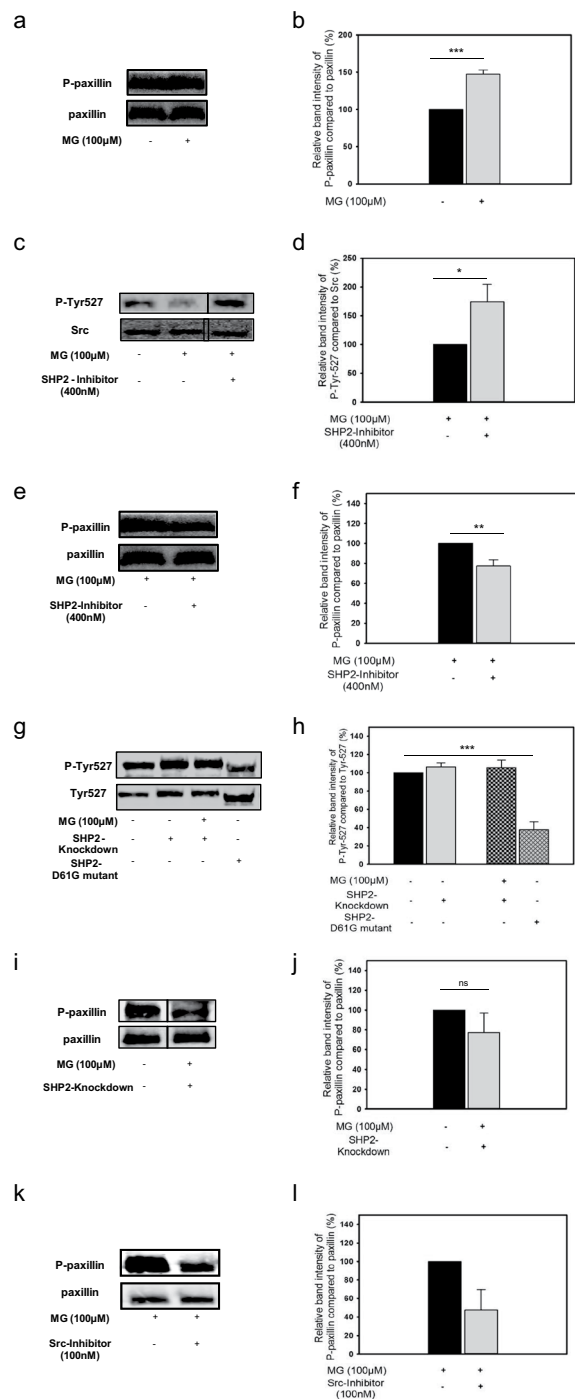 a
P-paxillin
paxillin
MG (100µM) - +
b
Relative band intensity of
P-paxillin compared to paxillin (%)
200
150
100
50
0
***
MG (100µM) - +
c
P-Tyr527
Src
MG (100µM) - + +
SHP2 - Inhibitor - - +
(400nM)
d
Relative band intensity of
P-Tyr-527 compared to Src (%)
250
200
150
100
50
0
*
MG (100µM) + +
SHP2-Inhibitor - +
(400nM)
e
P-paxillin
paxillin
MG (100µM) + +
SHP2-Inhibitor - +
(400nM)
f
Relative band intensity of
P-paxillin compared to paxillin (%)
140
120
100
80
60
40
20
0
**
MG (100µM) + +
SHP2-Inhibitor - +
(400nM)
g
P-Tyr527
Tyr527
MG (100µM) - - + -
SHP2- - + + -
Knockdown
SHP2- - - - +
D61G mutant
h
Relative band intensity of
P-Tyr-527 compared to Tyr-527 (%)
140
120
100
80
60
40
20
0
***
MG (100µM) - - + -
SHP2-
Knockdown - + + -
SHP2-
D61G mutant - - - +
i
P-paxillin
paxillin
MG (100µM) - +
SHP2-Knockdown - +
j
Relative band intensity of
P-paxillin compared to paxillin (%)
140
120
100
80
60
40
20
0
ns
MG (100µM) - +
SHP2- - +
Knockdown
k
P-paxillin
paxillin
MG (100µM) + +
Src-Inhibitor - +
(100nM)
l
Relative band intensity of
P-paxillin compared to paxillin (%)
140
120
100
80
60
40
20
0
MG (100µM) + +
Src-Inhibitor - +
(100nM)